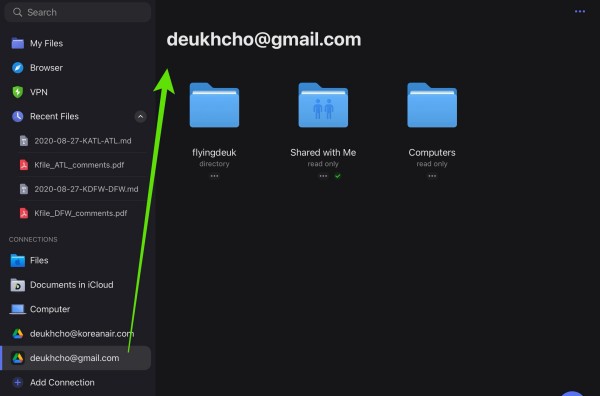 Search
My Files
Browser
VPN
Recent Files
2020-08-27-KATL-ATL.md
Kfile_ATL_comments.pdf
2020-08-27-KDFW-DFW.md
Kfile_DFW_comments.pdf
CONNECTIONS
Files
Documents in iCloud
Computer
deukhcho@koreanair.com
deukhcho@gmail.com
Add Connection
deukhcho@gmail.com
flyingdeuk
directory
Shared with Me
read only
Computers
read only